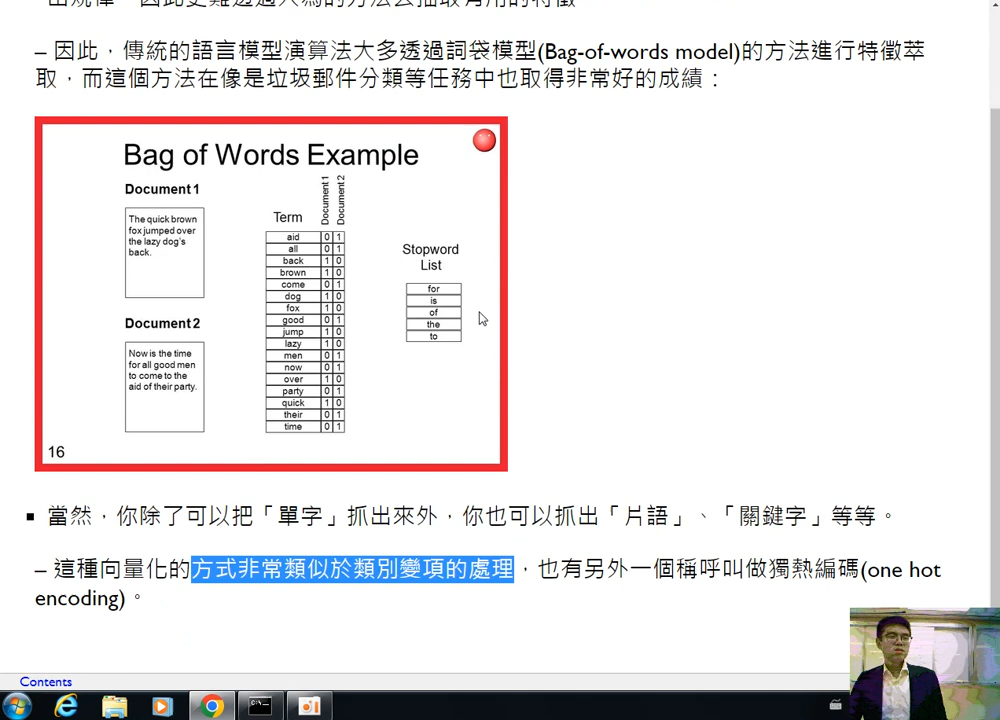 – 因此，傳統的語言模型演算法大多透過詞袋模型(Bag-of-words model)的方法進行特徵萃
取，而這個方法在像是垃圾郵件分類等任務中也取得非常好的成績：
Bag of Words Example
Document 1
The quick brown
fox jumped over
the lazy dog's
back.
Document 2
Now is the time
for all good men
to come to the
aid of their party.
Term Document 1 Document 2
aid 0 1
all 0 1
back 1 0
brown 1 0
come 0 1
dog 1 0
fox 1 0
good 0 1
jump 1 0
lazy 1 0
men 0 1
now 0 1
over 1 0
party 0 1
quick 1 0
their 0 1
time 0 1
Stopword
List
for
is
of
the
to
16
▪ 當然，你除了可以把「單字」抓出來外，你也可以抓出「片語」、「關鍵字」等等。
– 這種向量化的方式非常類似於類別變項的處理，也有另外一個稱呼叫做獨熱編碼(one hot
encoding)。
Contents